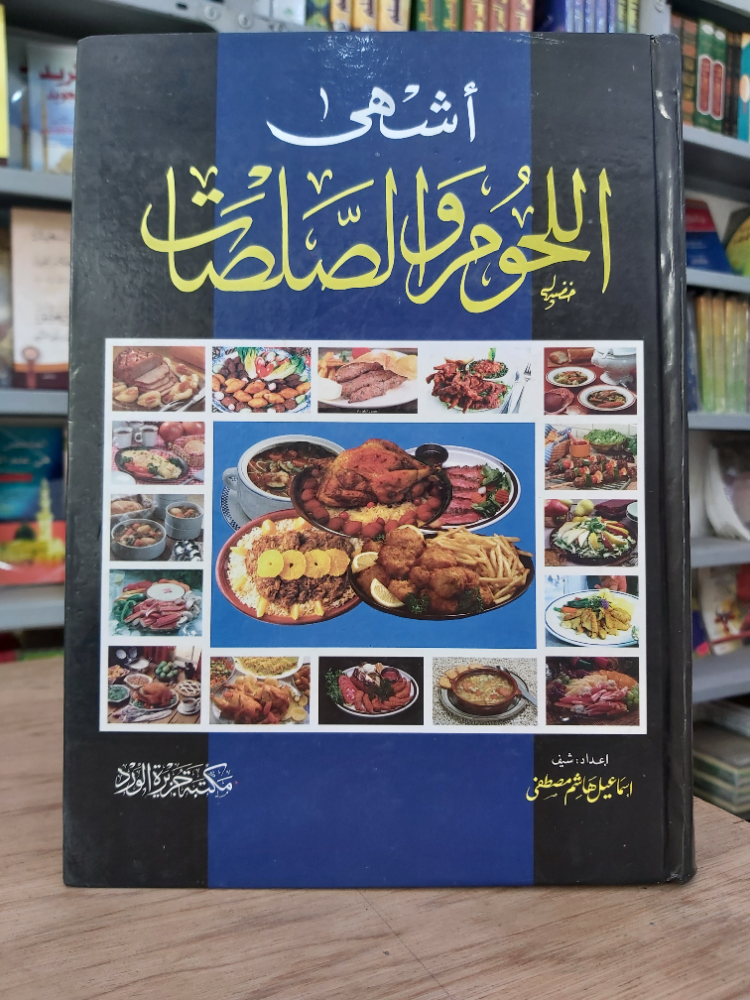 أشهى
اللحوم والصلصات
إعداد: شيف
اسماعيل هاشم مصطفى
مكتبة جزيرة الورد